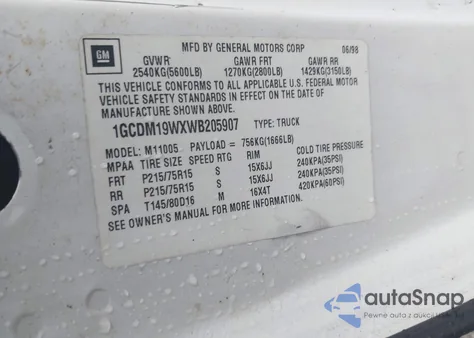 GM
MFD BY GENERAL MOTORS CORP 06/98
GVWR GAWR FRT GAWR RR
2540KG(5600LB) 1270KG(2800LB) 1429KG(3150LB)
THIS VEHICLE CONFORMS TO ALL APPLICABLE U.S. FEDERAL MOTOR
VEHICLE SAFETY STANDARDS IN EFFECT ON THE DATE OF
MANUFACTURE SHOWN ABOVE.
1GCDM19WXWB205907 TYPE: TRUCK
MODEL: M11005 PAYLOAD = 756KG(1666LB)
MPAA TIRE SIZE SPEED RTG RIM COLD TIRE PRESSURE
FRT P215/75R15 S 15X6JJ 240KPA(35PSI)
RR P215/75R15 S 15X6JJ 240KPA(35PSI)
SPA T145/80D16 M 16X4T 420KPA(60PSI)
SEE OWNER'S MANUAL FOR MORE INFORMATION.
autoSnap
Pewne auta z aukcji